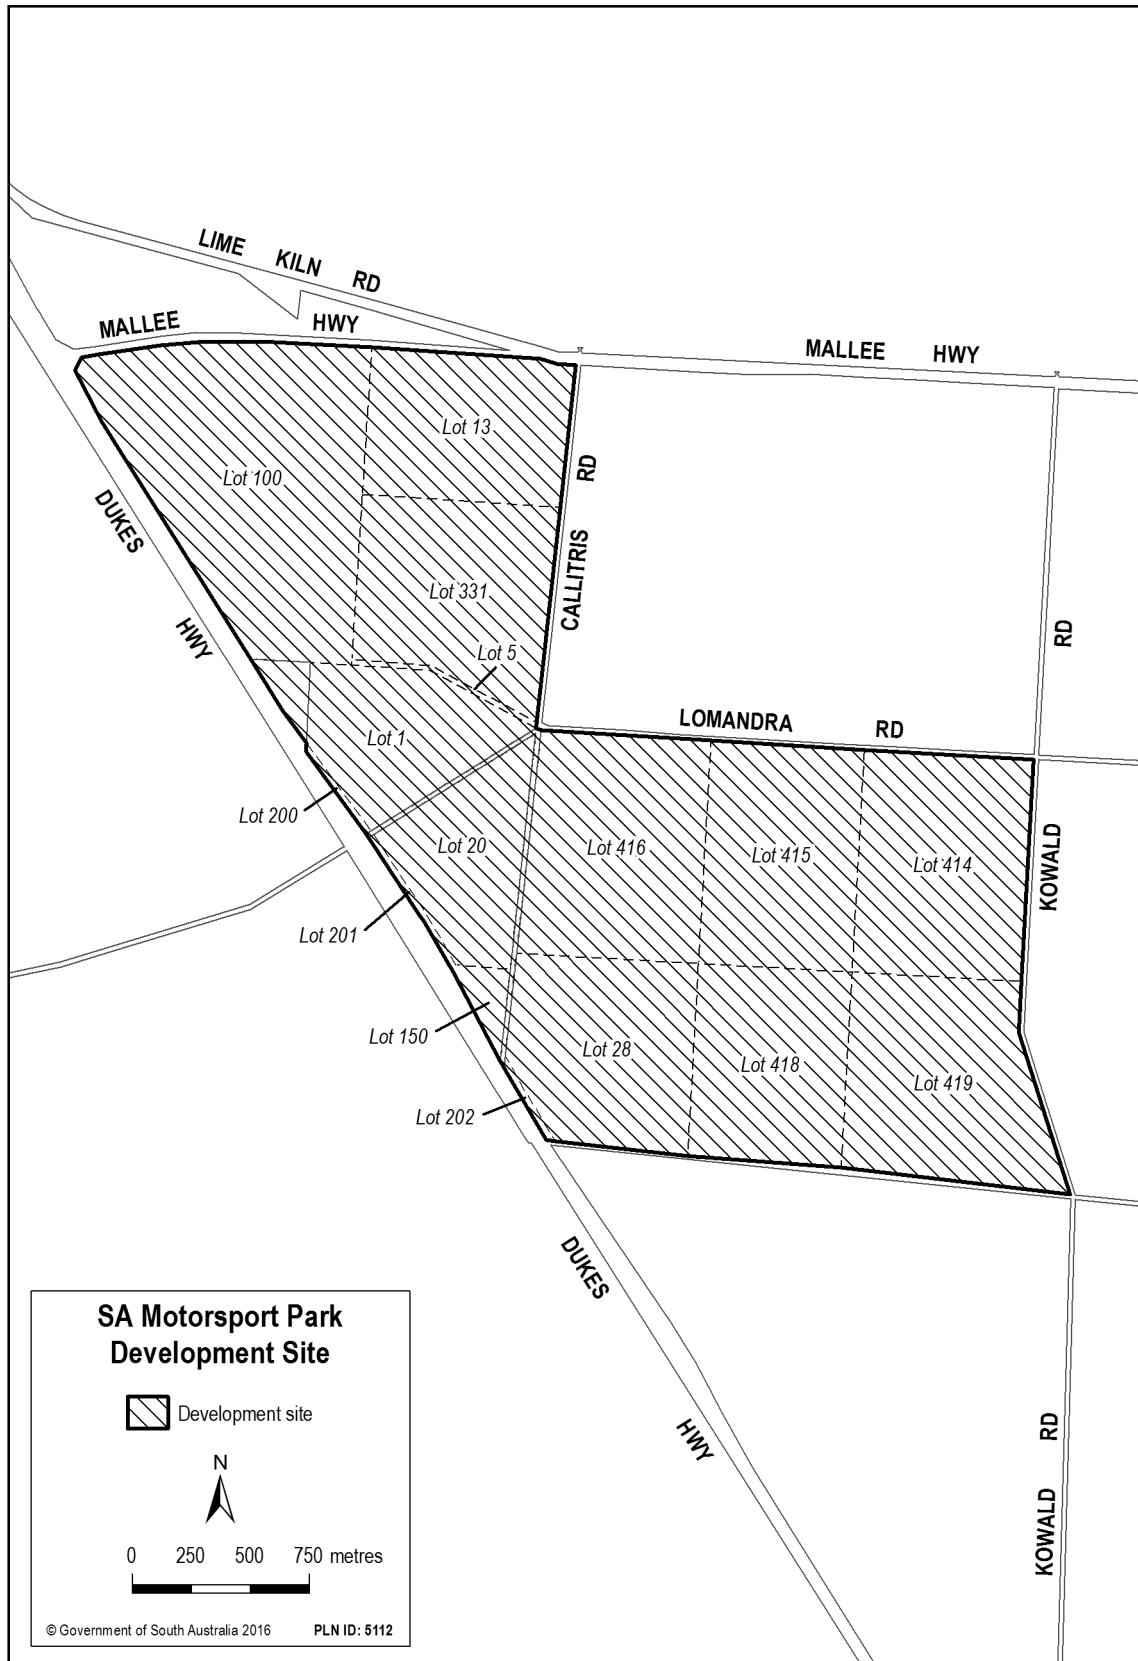 LIME KILN RD
MALLEE HWY
MALLEE HWY
Lot 13
Lot 100
RD
CALLITRIS
DUKES
HWY
Lot 331
Lot 5
RD
KOWALD
LOMANDRA RD
Lot 1
Lot 200
Lot 20
Lot 416
Lot 415
Lot 414
Lot 201
Lot 150
Lot 28
Lot 418
Lot 419
Lot 202
DUKES
HWY
RD
KOWALD
SA Motorsport Park
Development Site
Development site
N
0 250 500 750 metres
© Government of South Australia 2016 PLN ID: 5112